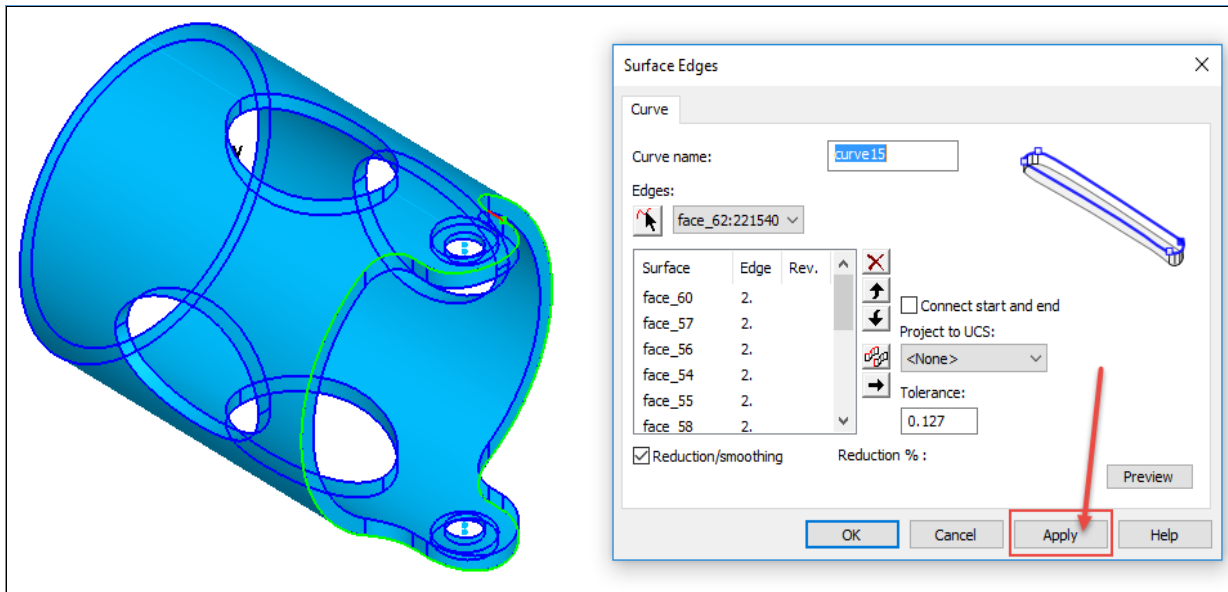 Surface Edges
Curve
Curve name:
curve15
Edges:
face_62:221540
Surface Edge Rev.
face_60 2.
face_57 2.
face_56 2.
face_54 2.
face_55 2.
face_58 2.
Connect start and end
Project to UCS:
<None>
Tolerance:
0.127
Reduction/smoothing
Reduction % :
Preview
OK
Cancel
Apply
Help